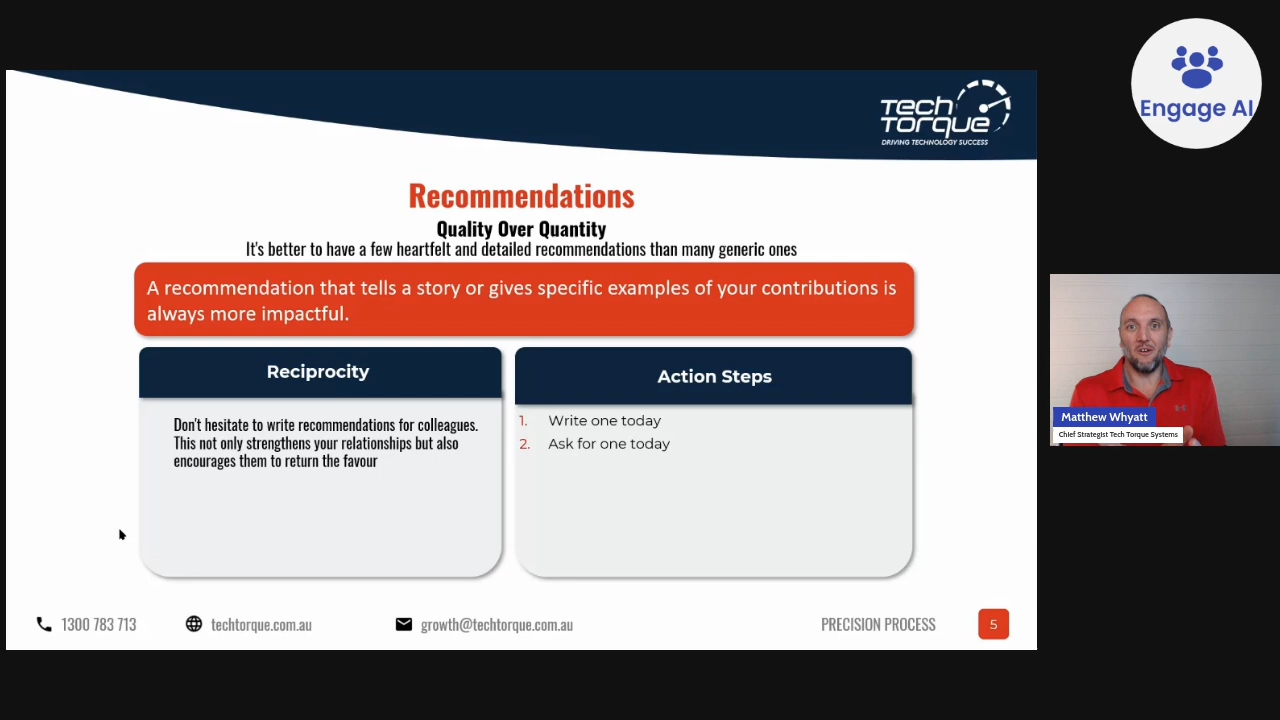 Engage AI
Tech
Torque
DRIVING TECHNOLOGY SUCCESS
Recommendations
Quality Over Quantity
It's better to have a few heartfelt and detailed recommendations than many generic ones
A recommendation that tells a story or gives specific examples of your contributions is
always more impactful.
Reciprocity
Don't hesitate to write recommendations for colleagues.
This not only strengthens your relationships but also
encourages them to return the favour
Action Steps
1. Write one today
2. Ask for one today
Matthew Whyatt
Chief Strategist Tech Torque Systems
1300 783 713
techtorque.com.au
growth@techtorque.com.au
PRECISION PROCESS
5